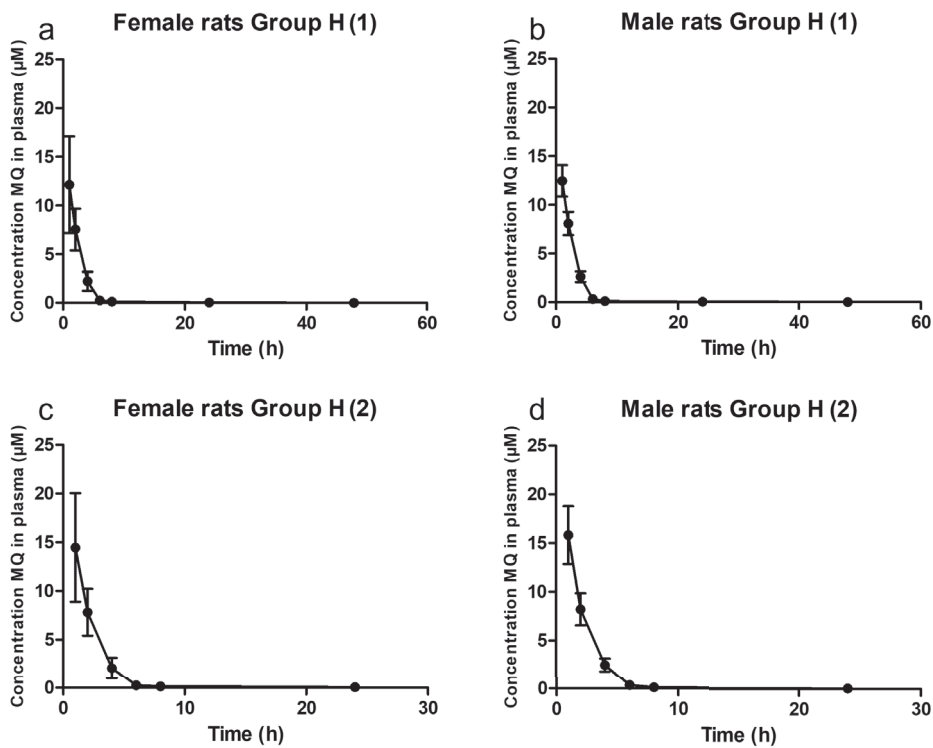 a
Female rats Group H (1)
Concentration MQ in plasma (µM)
25
20
15
10
5
0
0 20 40 60
Time (h)
b
Male rats Group H (1)
Concentration MQ in plasma (µM)
25
20
15
10
5
0
0 20 40 60
Time (h)
c
Female rats Group H (2)
Concentration MQ in plasma (µM)
25
20
15
10
5
0
0 10 20 30
Time (h)
d
Male rats Group H (2)
Concentration MQ in plasma (µM)
25
20
15
10
5
0
0 10 20 30
Time (h)